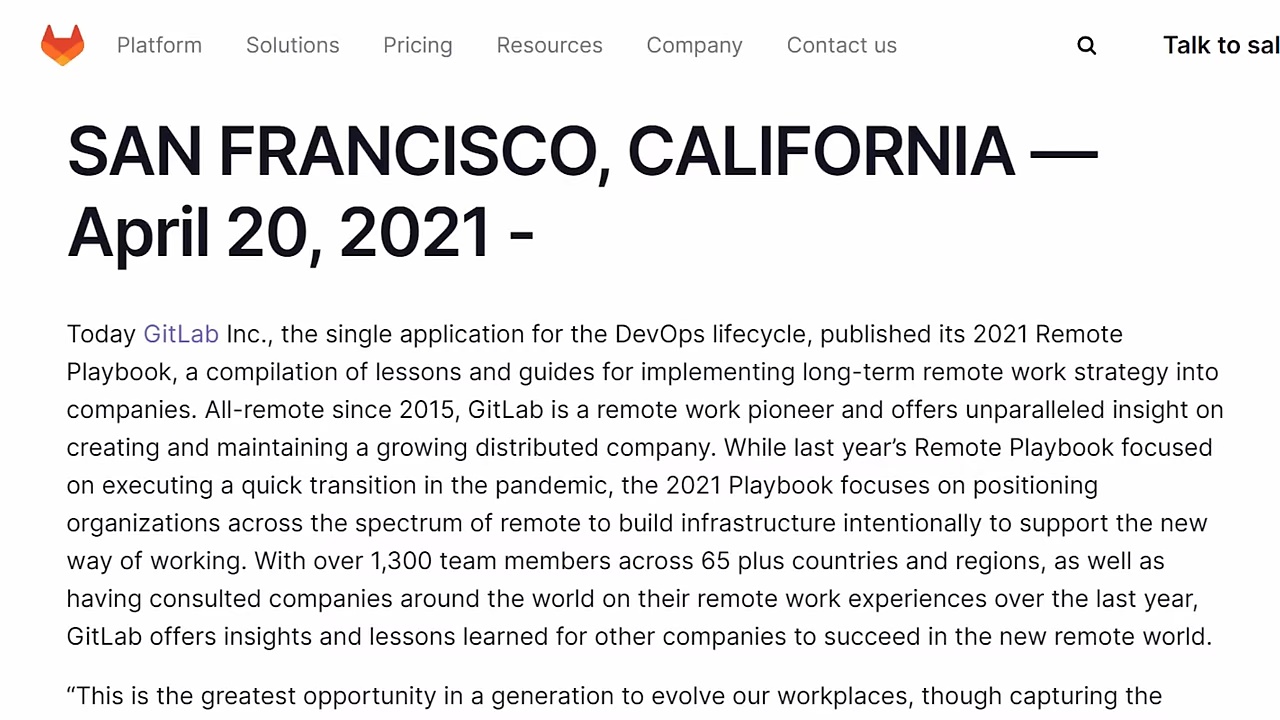 Platform Solutions Pricing Resources Company Contact us Talk to sal
SAN FRANCISCO, CALIFORNIA —
April 20, 2021 -
Today GitLab Inc., the single application for the DevOps lifecycle, published its 2021 Remote
Playbook, a compilation of lessons and guides for implementing long-term remote work strategy into
companies. All-remote since 2015, GitLab is a remote work pioneer and offers unparalleled insight on
creating and maintaining a growing distributed company. While last year’s Remote Playbook focused
on executing a quick transition in the pandemic, the 2021 Playbook focuses on positioning
organizations across the spectrum of remote to build infrastructure intentionally to support the new
way of working. With over 1,300 team members across 65 plus countries and regions, as well as
having consulted companies around the world on their remote work experiences over the last year,
GitLab offers insights and lessons learned for other companies to succeed in the new remote world.
“This is the greatest opportunity in a generation to evolve our workplaces, though capturing the